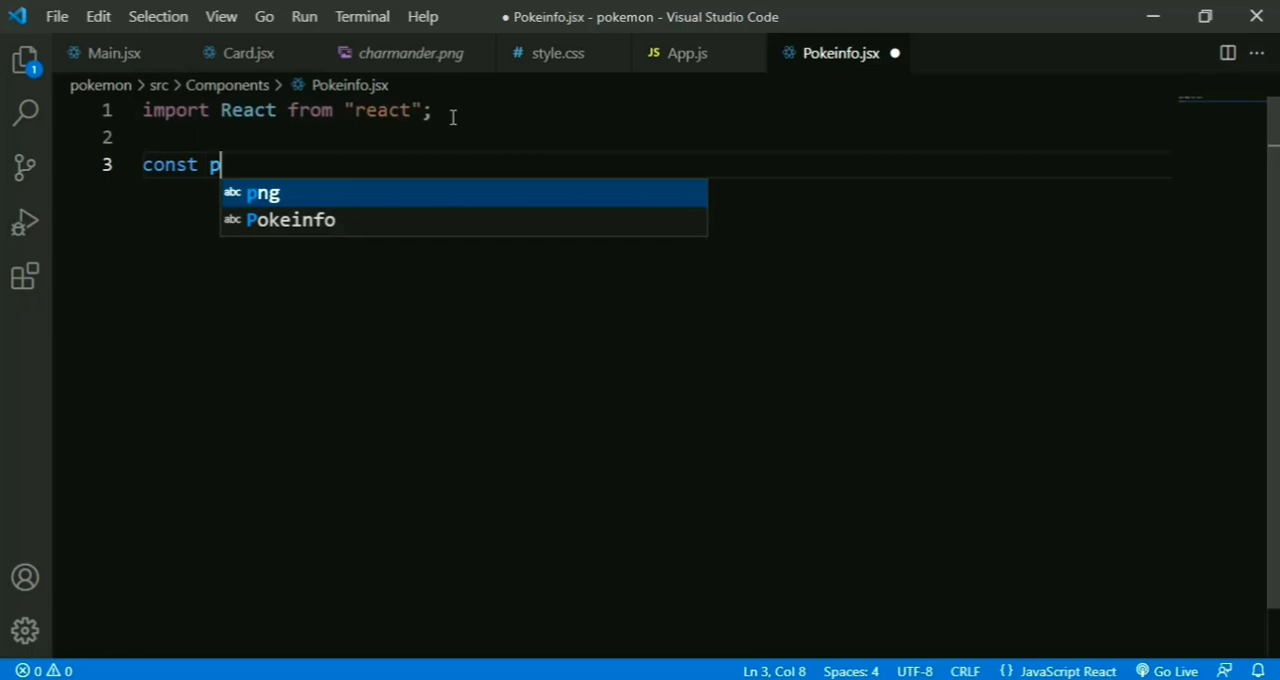 File Edit Selection View Go Run Terminal Help
● Pokeinfo.jsx - pokemon - Visual Studio Code
Main.jsx Card.jsx charmander.png # style.css JS App.js Pokeinfo.jsx ●
pokemon > src > Components > Pokeinfo.jsx
1 import React from "react";
2
3 const p
abc png
abc Pokeinfo
1
0 0 Ln 3, Col 8 Spaces: 4 UTF-8 CRLF {} JavaScript React Go Live